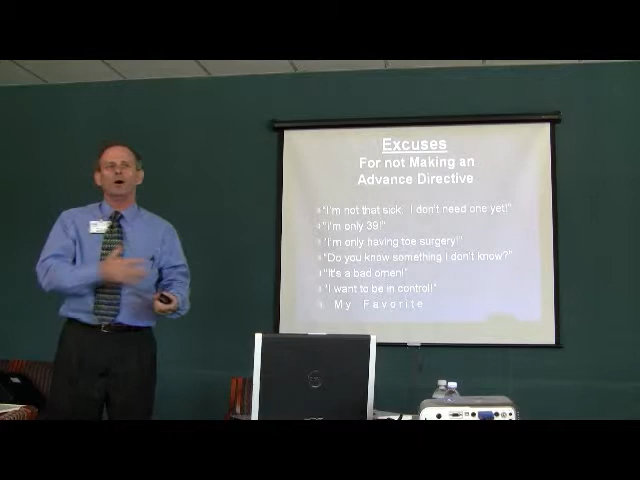 Excuses
For not Making an
Advance Directive
"I'm not that sick. I don't need one yet!"
"I'm only 39!"
"I'm only having toe surgery!"
"Do you know something I don't know?"
"It's a bad omen!"
"I want to be in control!"
My Favorite